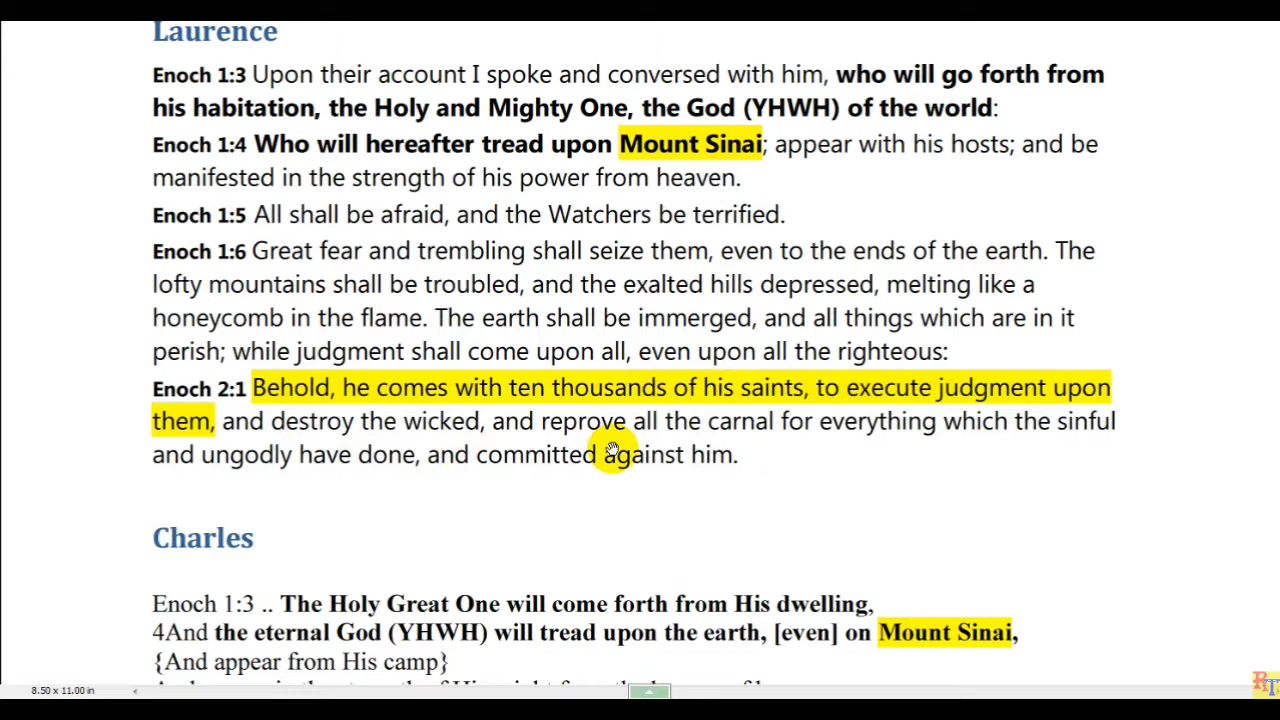 Laurence
Enoch 1:3 Upon their account I spoke and conversed with him, who will go forth from
his habitation, the Holy and Mighty One, the God (YHWH) of the world:
Enoch 1:4 Who will hereafter tread upon Mount Sinai; appear with his hosts; and be
manifested in the strength of his power from heaven.
Enoch 1:5 All shall be afraid, and the Watchers be terrified.
Enoch 1:6 Great fear and trembling shall seize them, even to the ends of the earth. The
lofty mountains shall be troubled, and the exalted hills depressed, melting like a
honeycomb in the flame. The earth shall be immerged, and all things which are in it
perish; while judgment shall come upon all, even upon all the righteous:
Enoch 2:1 Behold, he comes with ten thousands of his saints, to execute judgment upon
them, and destroy the wicked, and reprove all the carnal for everything which the sinful
and ungodly have done, and committed against him.
Charles
Enoch 1:3 .. The Holy Great One will come forth from His dwelling,
4And the eternal God (YHWH) will tread upon the earth, [even] on Mount Sinai,
{And appear from His camp}
8.50 x 11.00 in
RT